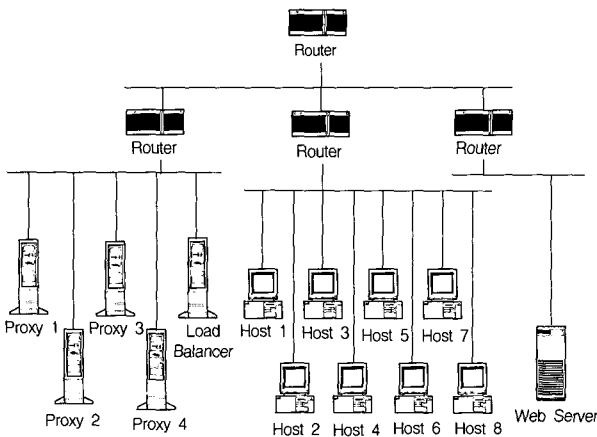 Router
Router
Router
Router
Proxy 1
Proxy 3
Load
Balancer
Host 1
Host 3
Host 5
Host 7
Proxy 2
Proxy 4
Host 2
Host 4
Host 6
Host 8
Web Server